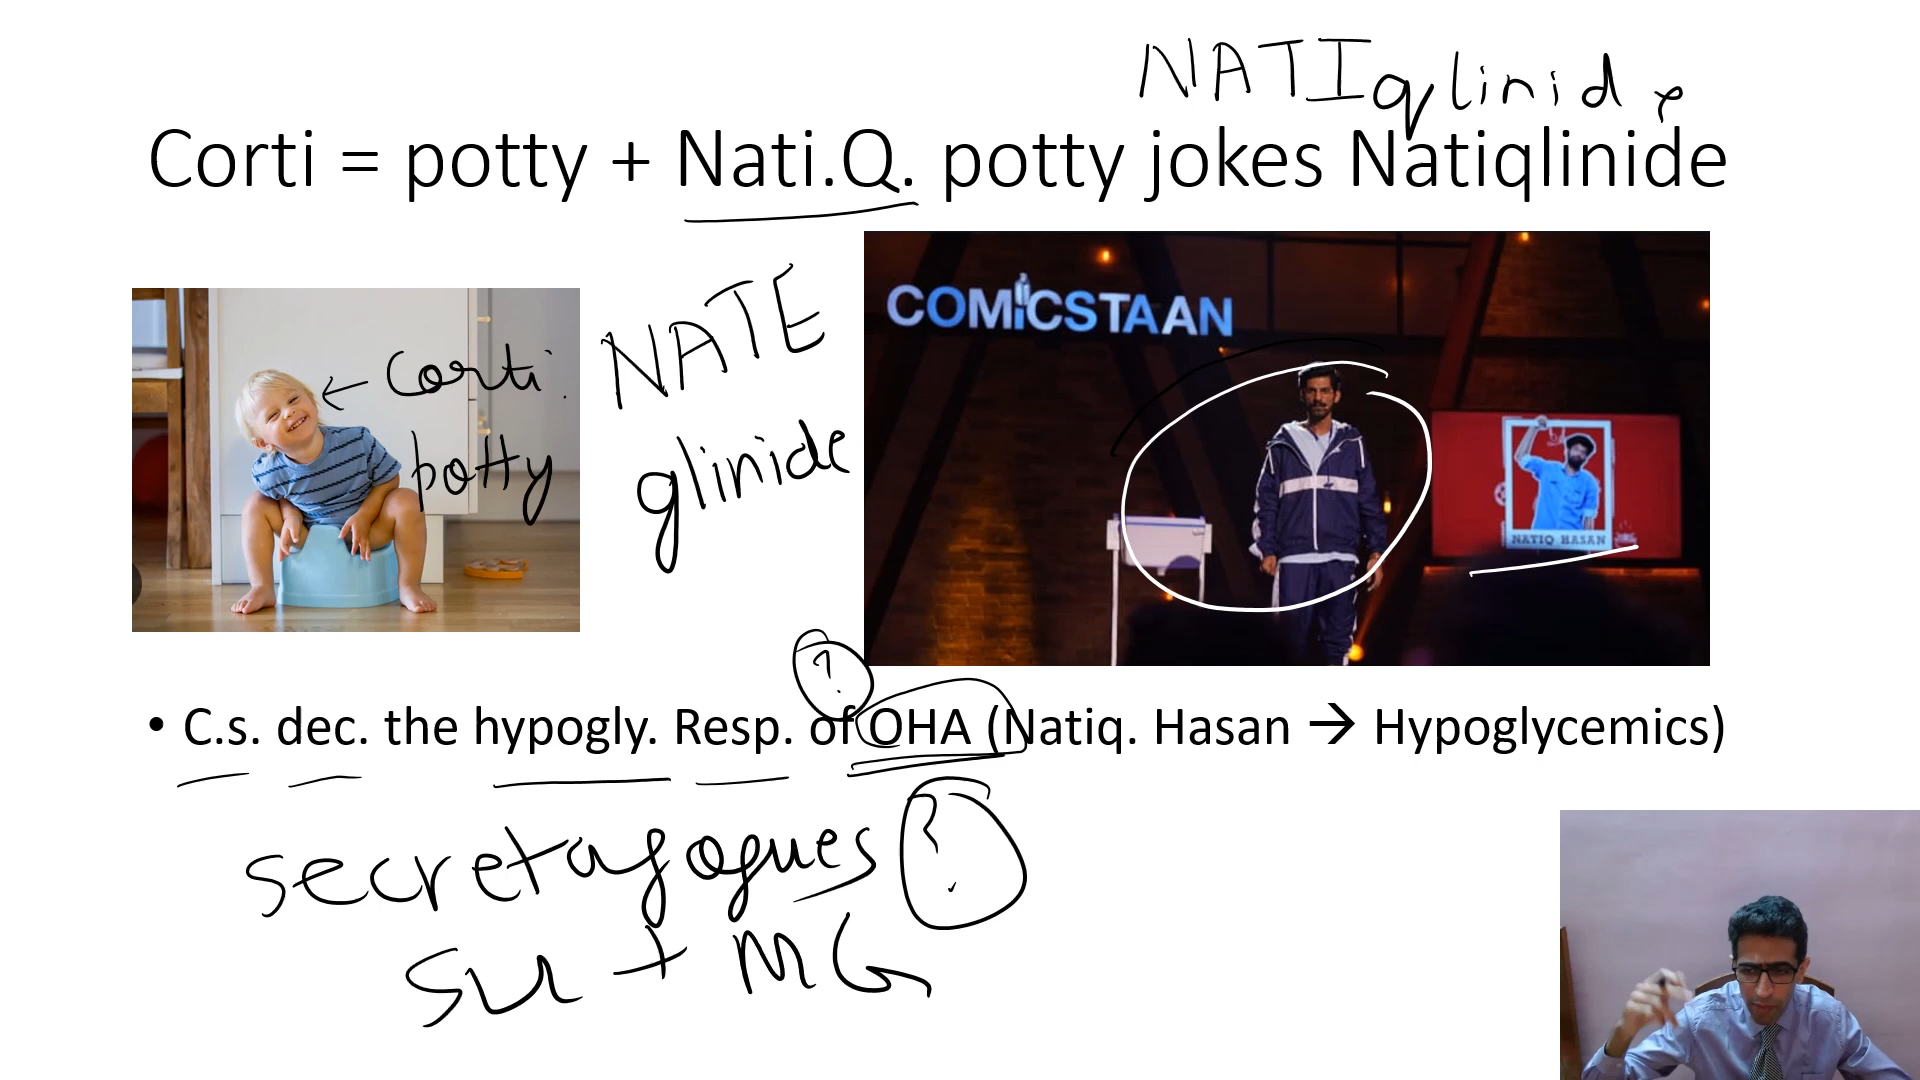 NATIqlinide
Corti = potty + Nati.Q. potty jokes Natiqlinide
← Corti
potty
NATE
glinide
COMiCSTAAN
NATIQ HASAN
?
• C.s. dec. the hypogly. Resp. of OHA (Natiq. Hasan → Hypoglycemics)
secretagogues ?
SU + MG